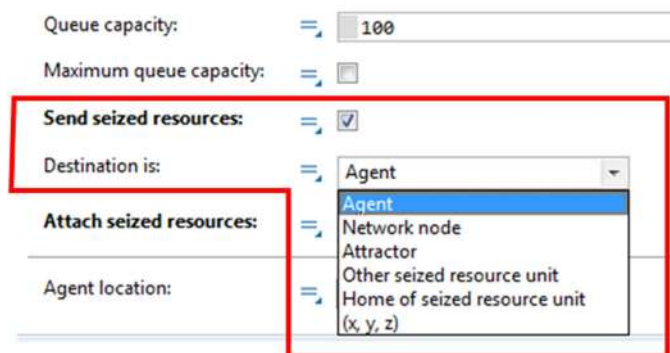 Queue capacity: 100
Maximum queue capacity:
Send seized resources:
Destination is: Agent
Agent
Network node
Attach seized resources:
Attractor
Other seized resource unit
Agent location:
Home of seized resource unit
(x, y, z)